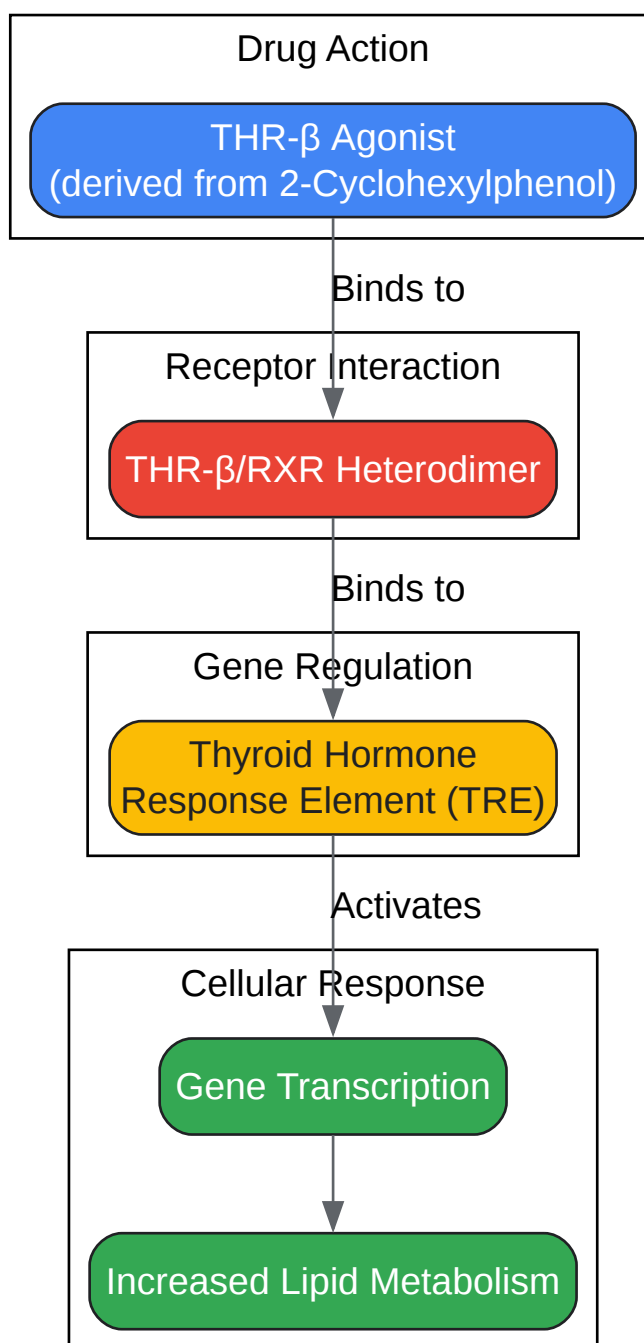 Drug Action
THR-β Agonist
(derived from 2-Cyclohexylphenol)
Binds to
Receptor Interaction
THR-β/RXR Heterodimer
Binds to
Gene Regulation
Thyroid Hormone
Response Element (TRE)
Activates
Cellular Response
Gene Transcription
Increased Lipid Metabolism